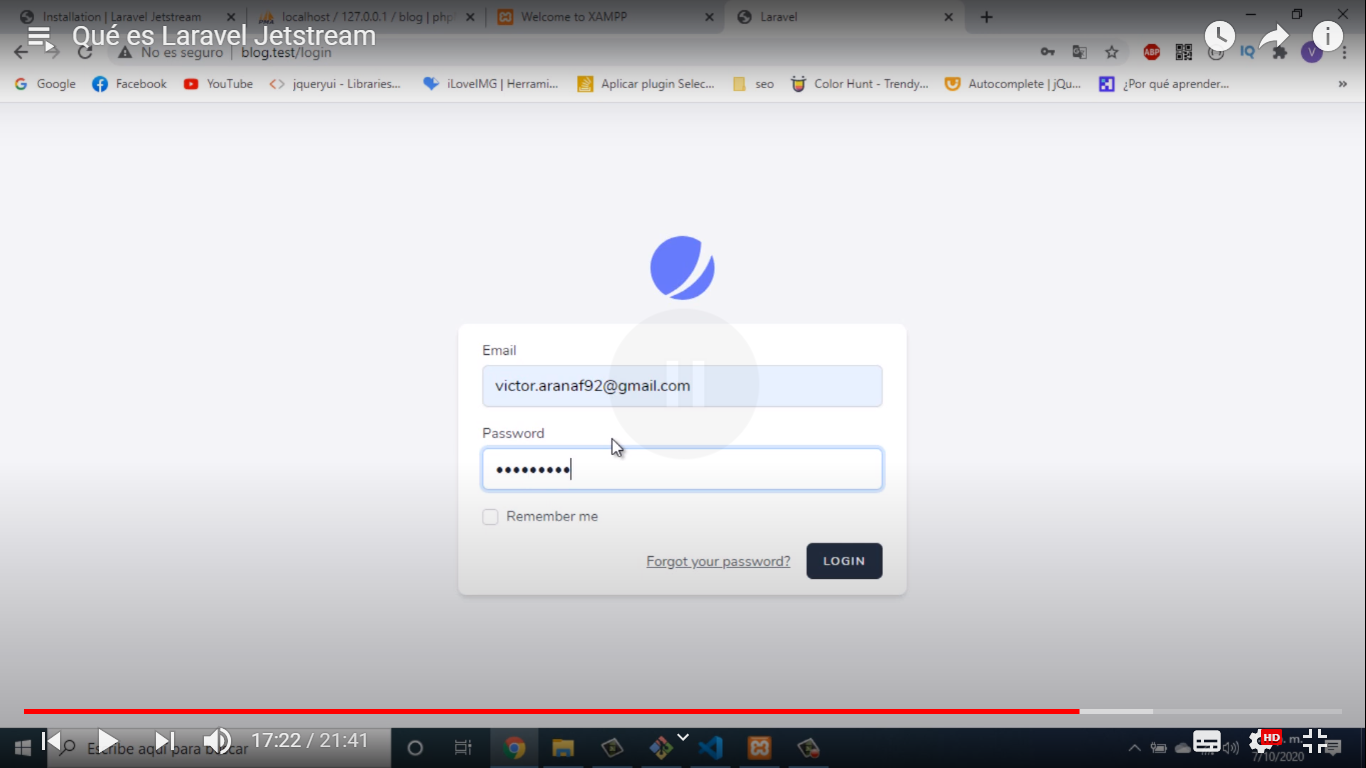 Installation | Laravel Jetstream
localhost / 127.0.0.1 / blog | php
Welcome to XAMPP
Laravel
Qué es Laravel Jetstream
No es seguro | blog.test/login
ABP
IQ
V
Google
Facebook
YouTube
jqueryui - Libraries...
iLoveIMG | Herrami...
Aplicar plugin Selec...
seo
Color Hunt - Trendy...
Autocomplete | jQu...
¿Por qué aprender...
Email
victor.aranaf92@gmail.com
Password
Remember me
Forgot your password?
LOGIN
Escribe aquí para buscar
17:22 / 21:41
HD
7/10/2020